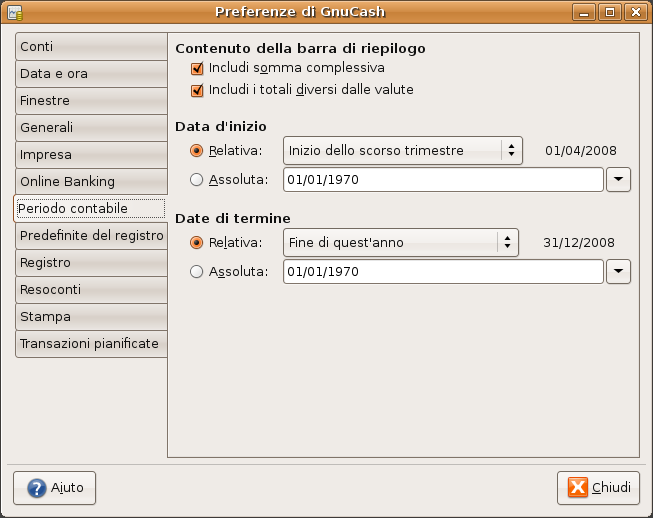 Preferenze di GnuCash
Conti
Data e ora
Finestre
Generali
Impresa
Online Banking
Periodo contabile
Predefinite del registro
Registro
Resoconti
Stampa
Transazioni pianificate
Contenuto della barra di riepilogo
Includi somma complessiva
Includi i totali diversi dalle valute
Data d'inizio
Relativa: Inizio dello scorso trimestre 01/04/2008
Assoluta: 01/01/1970
Date di termine
Relativa: Fine di quest'anno 31/12/2008
Assoluta: 01/01/1970
Aiuto
Chiudi